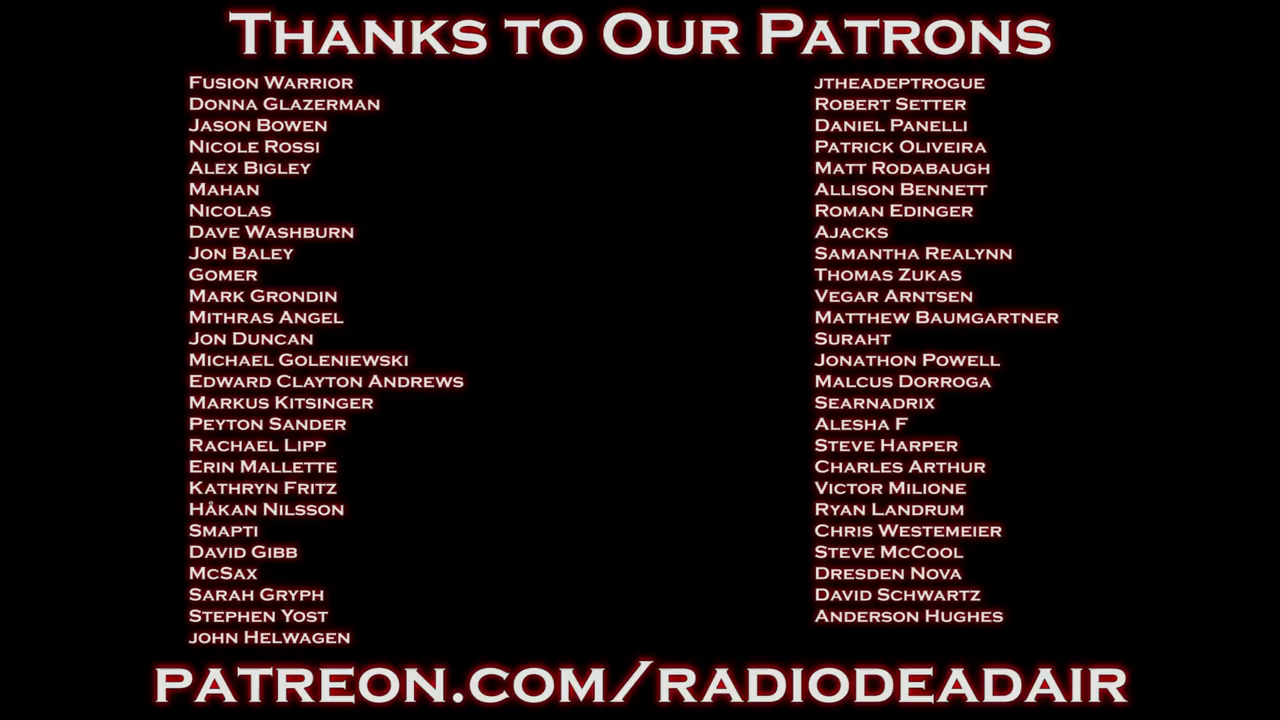 Thanks to Our Patrons
Fusion Warrior
Donna Glazerman
Jason Bowen
Nicole Rossi
Alex Bigley
Mahan
Nicolas
Dave Washburn
Jon Baley
Gomer
Mark Grondin
Mithras Angel
Jon Duncan
Michael Goleniewski
Edward Clayton Andrews
Markus Kitsinger
Peyton Sander
Rachael Lipp
Erin Mallette
Kathryn Fritz
Håkan Nilsson
Smapti
David Gibb
McSax
Sarah Gryph
Stephen Yost
john Helwagen
jtheadeptrogue
Robert Setter
Daniel Panelli
Patrick Oliveira
Matt Rodabaugh
Allison Bennett
Roman Edinger
Ajacks
Samantha Realynn
Thomas Zukas
Vegar Arntsen
Matthew Baumgartner
Suraht
Jonathon Powell
Malcus Dorroga
Searnadrix
Alesha F
Steve Harper
Charles Arthur
Victor Milione
Ryan Landrum
Chris Westemeier
Steve McCool
Dresden Nova
David Schwartz
Anderson Hughes
patreon.com/radiodeadair